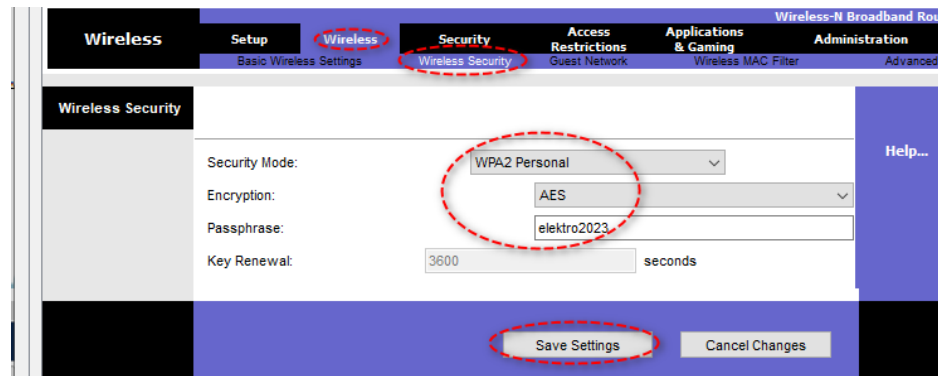 Wireless-N Broadband Rou
Wireless
Setup Wireless Security Access Restrictions Applications & Gaming Administration
Basic Wireless Settings Wireless Security Guest Network Wireless MAC Filter Advanced
Wireless Security
Help...
Security Mode: WPA2 Personal
Encryption: AES
Passphrase: elektro2023
Key Renewal: 3600 seconds
Save Settings Cancel Changes